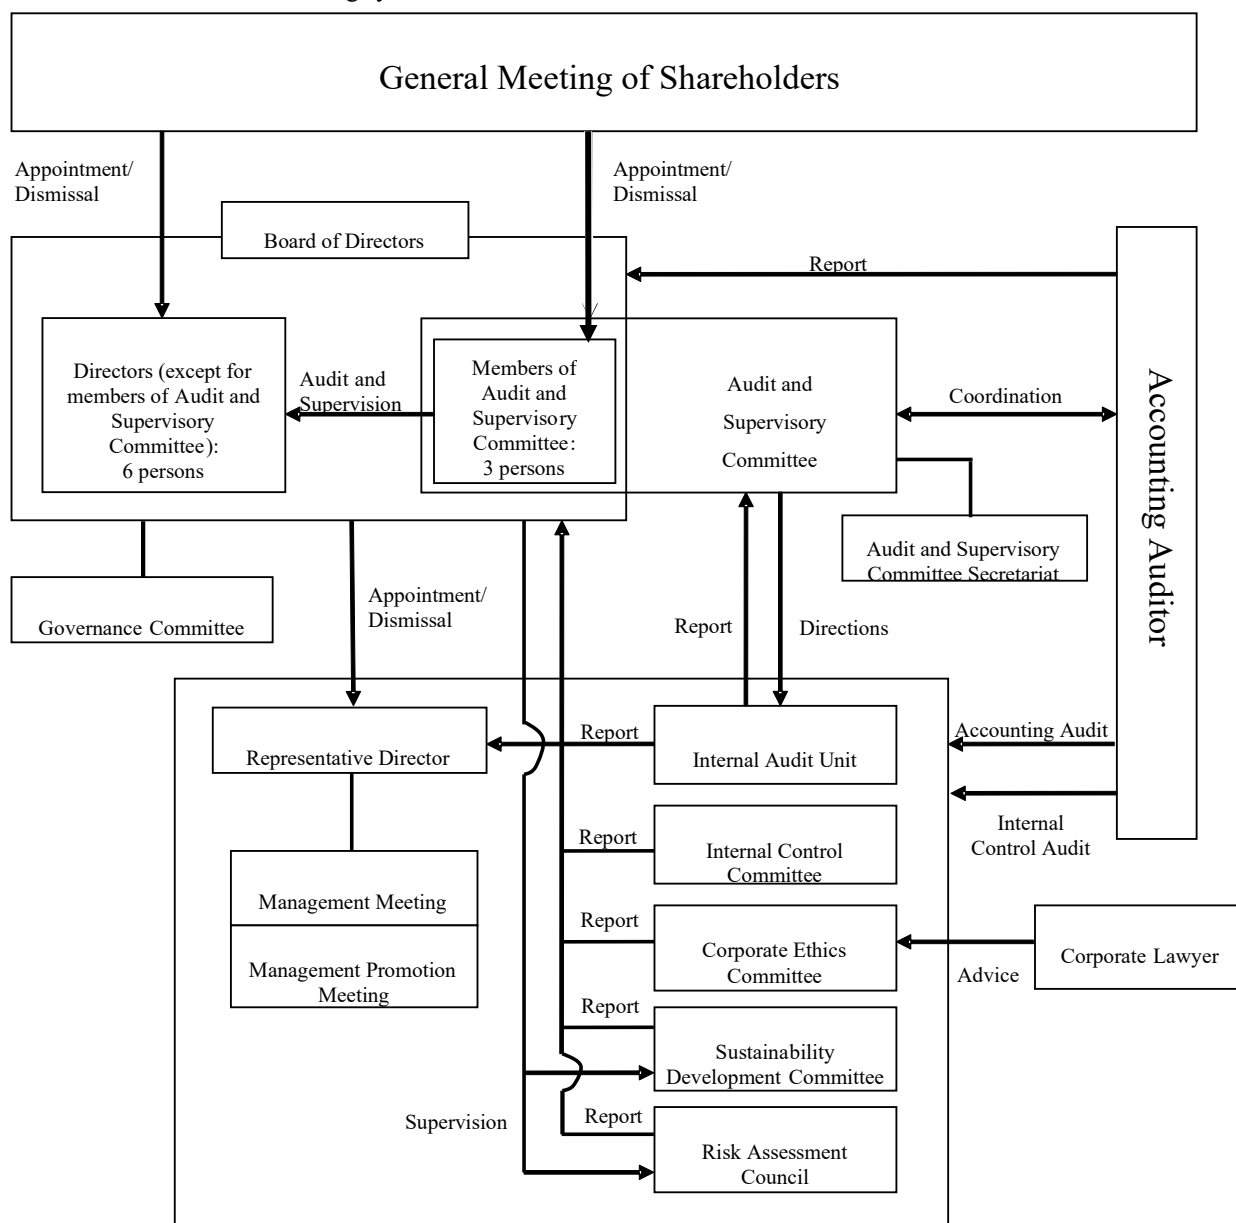 General Meeting of Shareholders
Appointment/
Dismissal
Appointment/
Dismissal
Board of Directors
Report
Directors (except for
members of Audit and
Supervisory
Committee):
6 persons
Audit and
Supervision
Members of
Audit and
Supervisory
Committee:
3 persons
Audit and
Supervisory
Committee
Coordination
Accounting Auditor
Audit and Supervisory
Committee Secretariat
Governance Committee
Appointment/
Dismissal
Report
Directions
Representative Director
Report
Internal Audit Unit
Accounting Audit
Internal
Control Audit
Report
Internal Control
Committee
Management Meeting
Management Promotion
Meeting
Report
Corporate Ethics
Committee
Advice
Corporate Lawyer
Report
Sustainability
Development Committee
Supervision
Report
Risk Assessment
Council